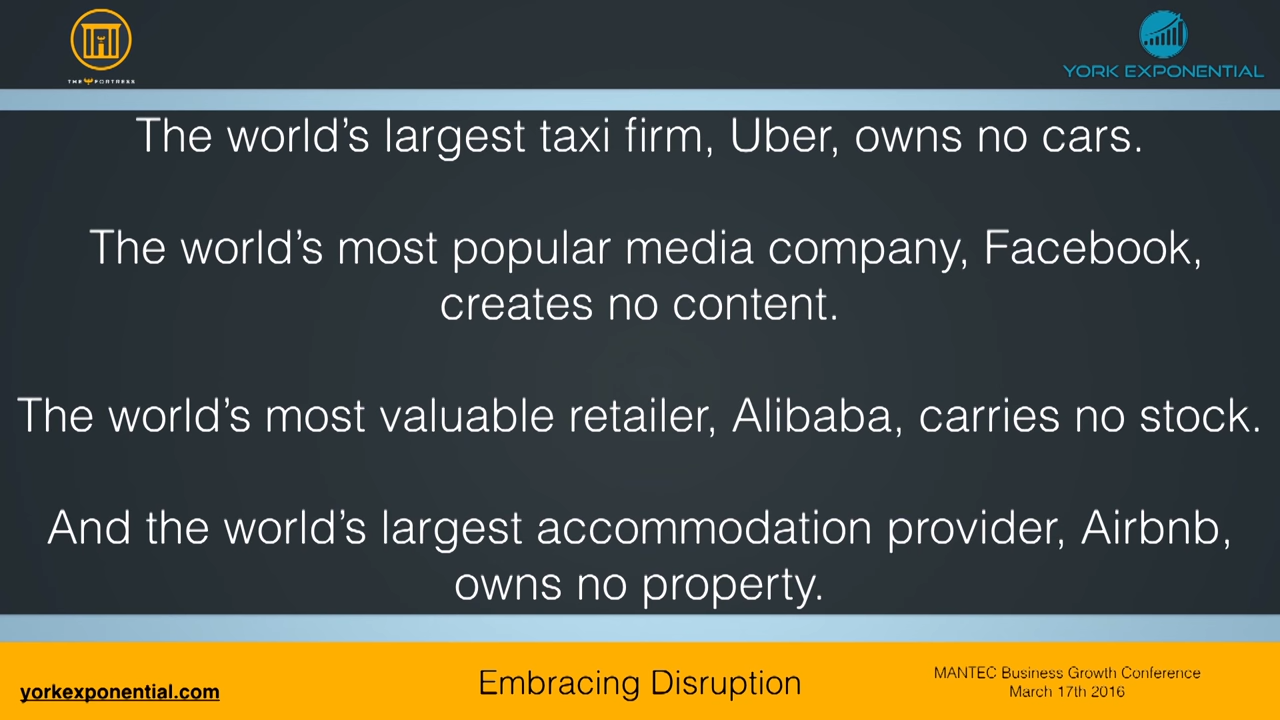 THE FORTRESS
YORK EXPONENTIAL
The world’s largest taxi firm, Uber, owns no cars.
The world’s most popular media company, Facebook,
creates no content.
The world’s most valuable retailer, Alibaba, carries no stock.
And the world’s largest accommodation provider, Airbnb,
owns no property.
yorkexponential.com
Embracing Disruption
MANTEC Business Growth Conference
March 17th 2016